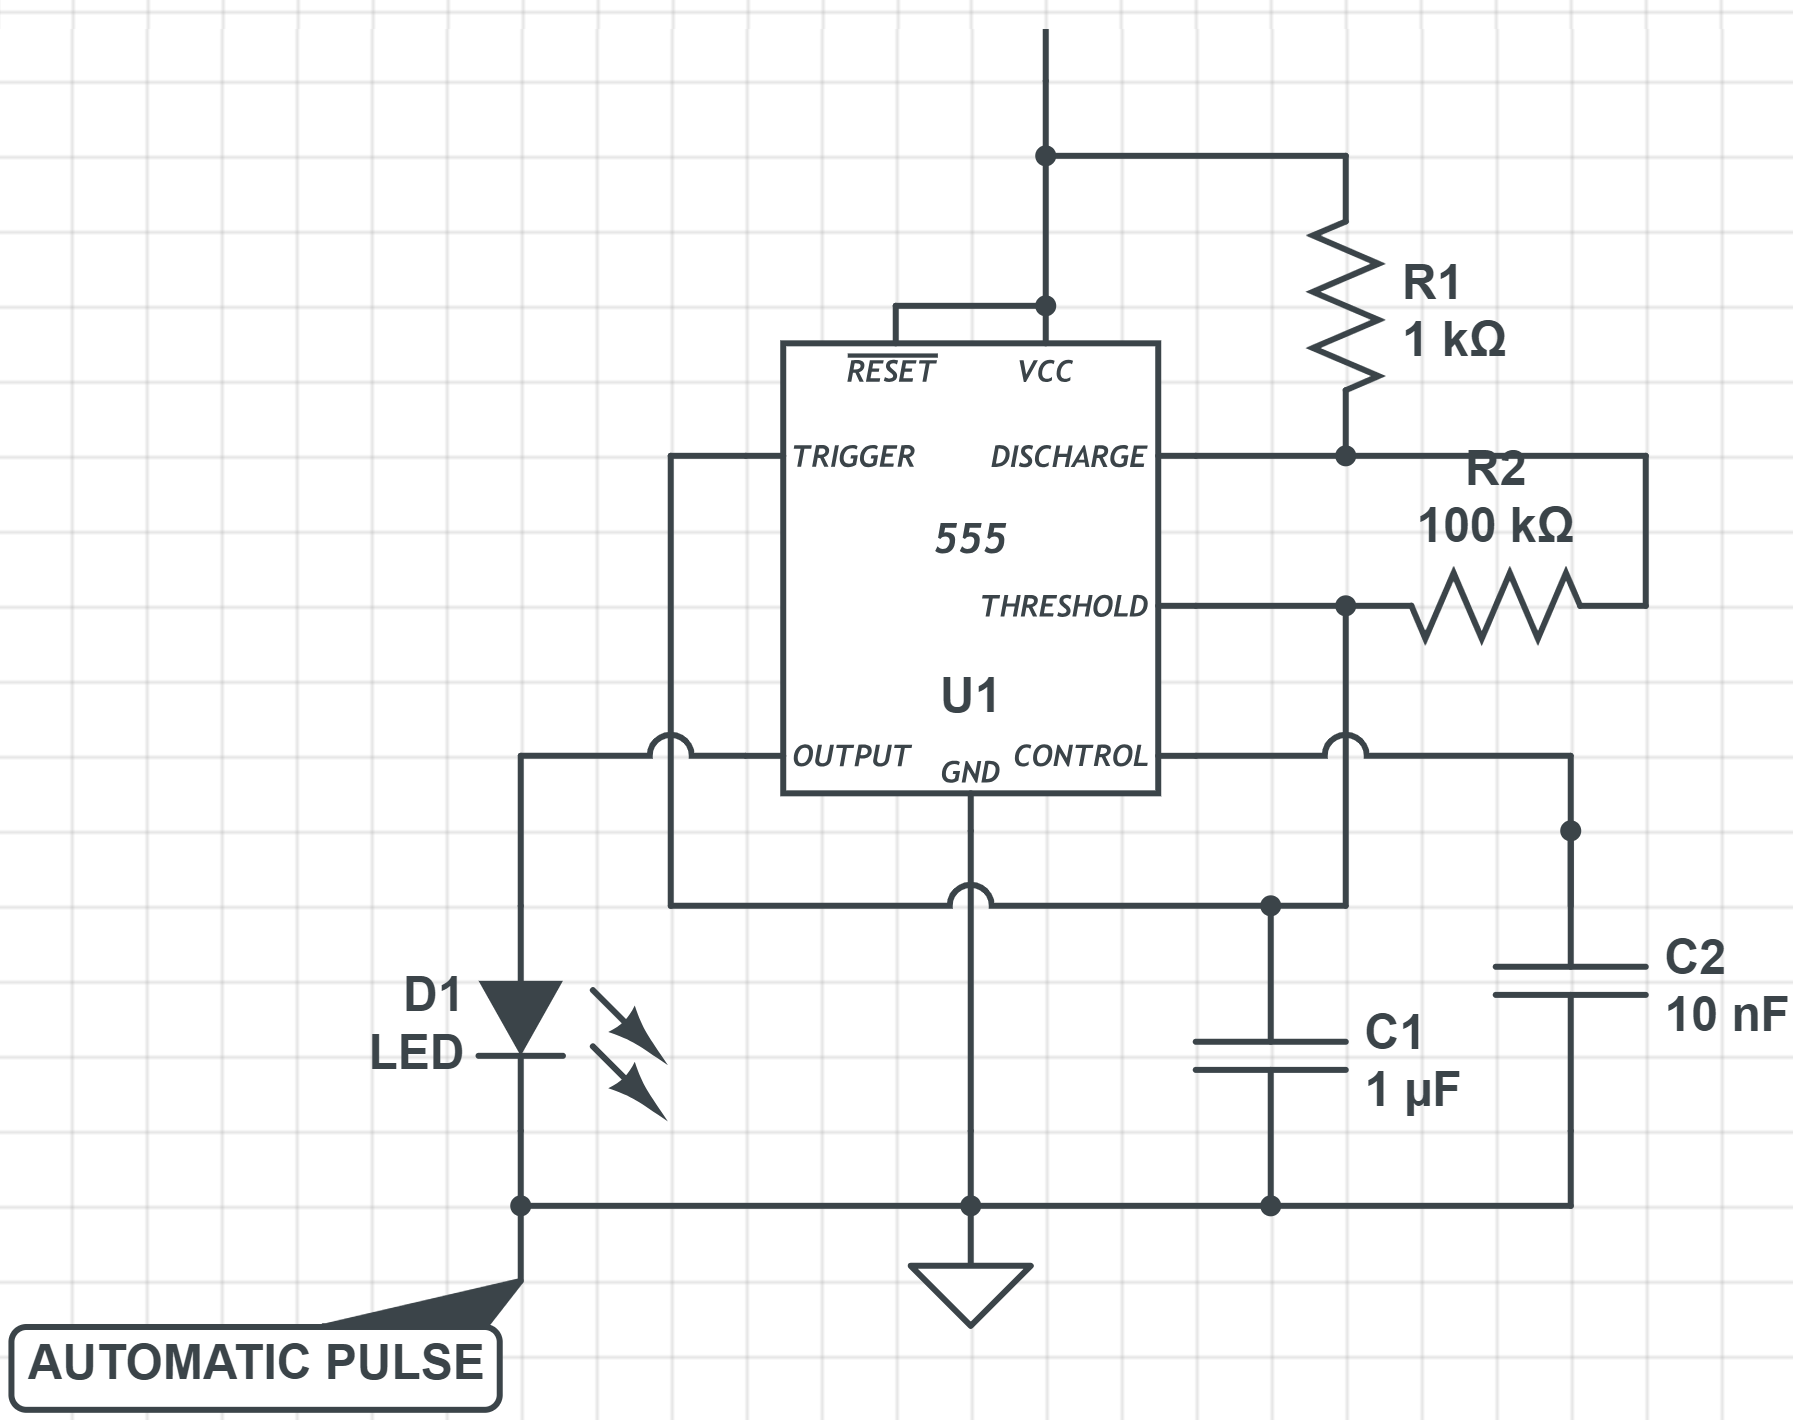 R1
1 kΩ
RESET
VCC
TRIGGER
DISCHARGE
R2
100 kΩ
555
THRESHOLD
U1
OUTPUT
GND
CONTROL
D1
LED
C2
10 nF
C1
1 µF
AUTOMATIC PULSE